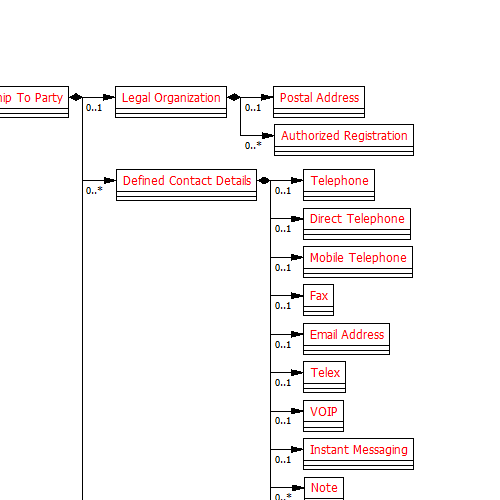 hip To Party
Legal Organization
Postal Address
0..1
0..1
Authorized Registration
0..*
Defined Contact Details
Telephone
0..*
0..1
Direct Telephone
0..1
Mobile Telephone
0..1
Fax
0..1
Email Address
0..1
Telex
0..1
VOIP
0..1
Instant Messaging
0..1
Note
0..*